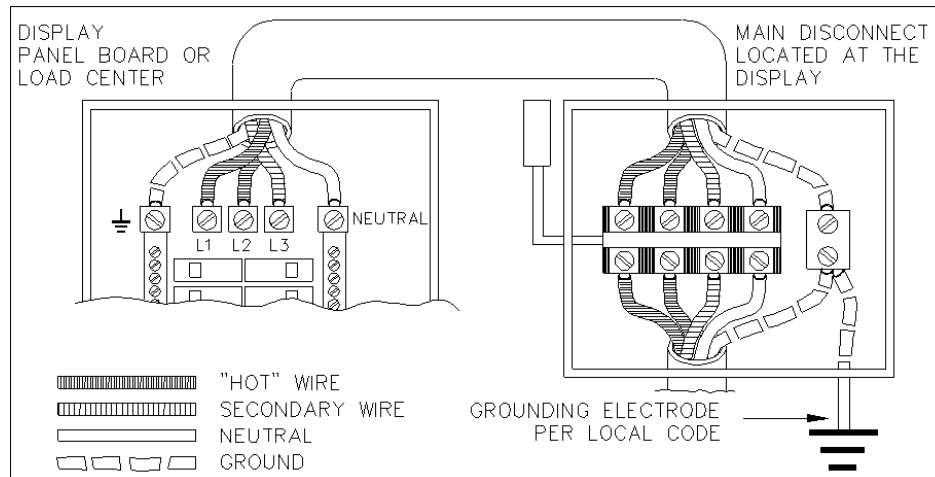 DISPLAY
PANEL BOARD OR
LOAD CENTER
MAIN DISCONNECT
LOCATED AT THE
DISPLAY
NEUTRAL
L1 L2 L3
"HOT" WIRE
SECONDARY WIRE
NEUTRAL
GROUND
GROUNDING ELECTRODE
PER LOCAL CODE